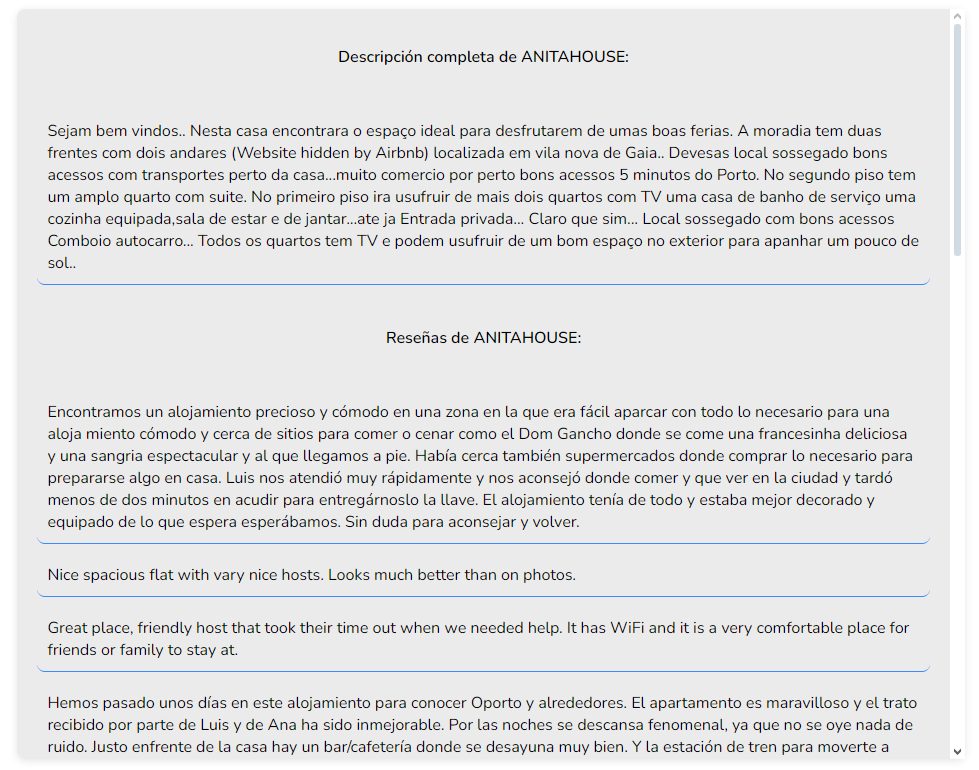 Descripción completa de ANITAHOUSE:
Sejam bem vindos.. Nesta casa encontrara o espaço ideal para desfrutarem de umas boas ferias. A moradia tem duas
frentes com dois andares (Website hidden by Airbnb) localizada em vila nova de Gaia.. Devesas local sossegado bons
acessos com transportes perto da casa...muito comercio por perto bons acessos 5 minutos do Porto. No segundo piso tem
um amplo quarto com suite. No primeiro piso ira usufruir de mais dois quartos com TV uma casa de banho de serviço uma
cozinha equipada,sala de estar e de jantar...ate ja Entrada privada... Claro que sim... Local sossegado com bons acessos
Comboio autocarro... Todos os quartos tem TV e podem usufruir de um bom espaço no exterior para apanhar um pouco de
sol..
Reseñas de ANITAHOUSE:
Encontramos un alojamiento precioso y cómodo en una zona en la que era fácil aparcar con todo lo necesario para una
aloja miento cómodo y cerca de sitios para comer o cenar como el Dom Gancho donde se come una francesinha deliciosa
y una sangria espectacular y al que llegamos a pie. Había cerca también supermercados donde comprar lo necesario para
prepararse algo en casa. Luis nos atendió muy rápidamente y nos aconsejó donde comer y que ver en la ciudad y tardó
menos de dos minutos en acudir para entregárnoslo la llave. El alojamiento tenía de todo y estaba mejor decorado y
equipado de lo que espera esperábamos. Sin duda para aconsejar y volver.
Nice spacious flat with vary nice hosts. Looks much better than on photos.
Great place, friendly host that took their time out when we needed help. It has WiFi and it is a very comfortable place for
friends or family to stay at.
Hemos pasado unos días en este alojamiento para conocer Oporto y alrededores. El apartamento es maravilloso y el trato
recibido por parte de Luis y de Ana ha sido inmejorable. Por las noches se descansa fenomenal, ya que no se oye nada de
ruido. Justo enfrente de la casa hay un bar/cafetería donde se desayuna muy bien. Y la estación de tren para moverte a